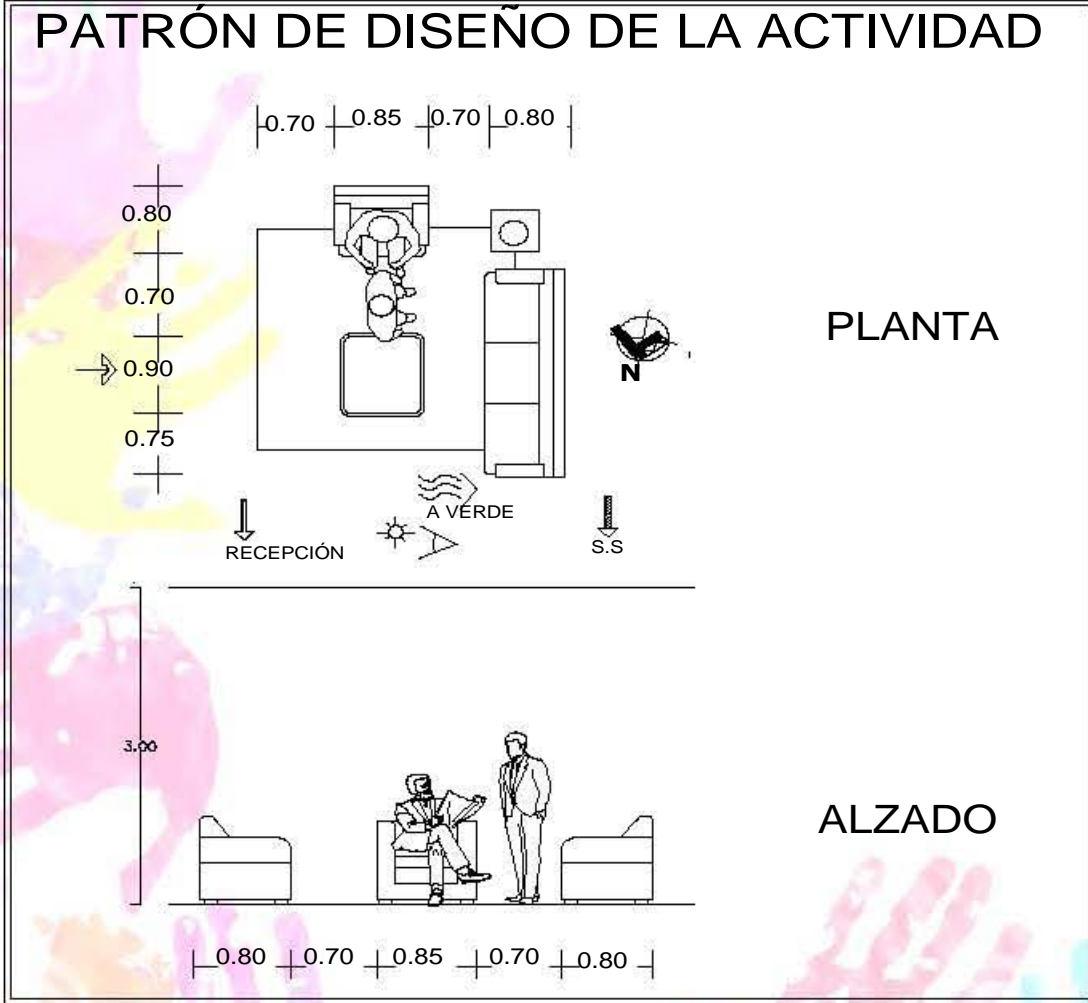 PATRÓN DE DISEÑO DE LA ACTIVIDAD
0.70 0.85 0.70 0.80
0.80
0.70
0.90
0.75
PLANTA
N
A VERDE
RECEPCIÓN
S.S
3.00
ALZADO
0.80 0.70 0.85 0.70 0.80